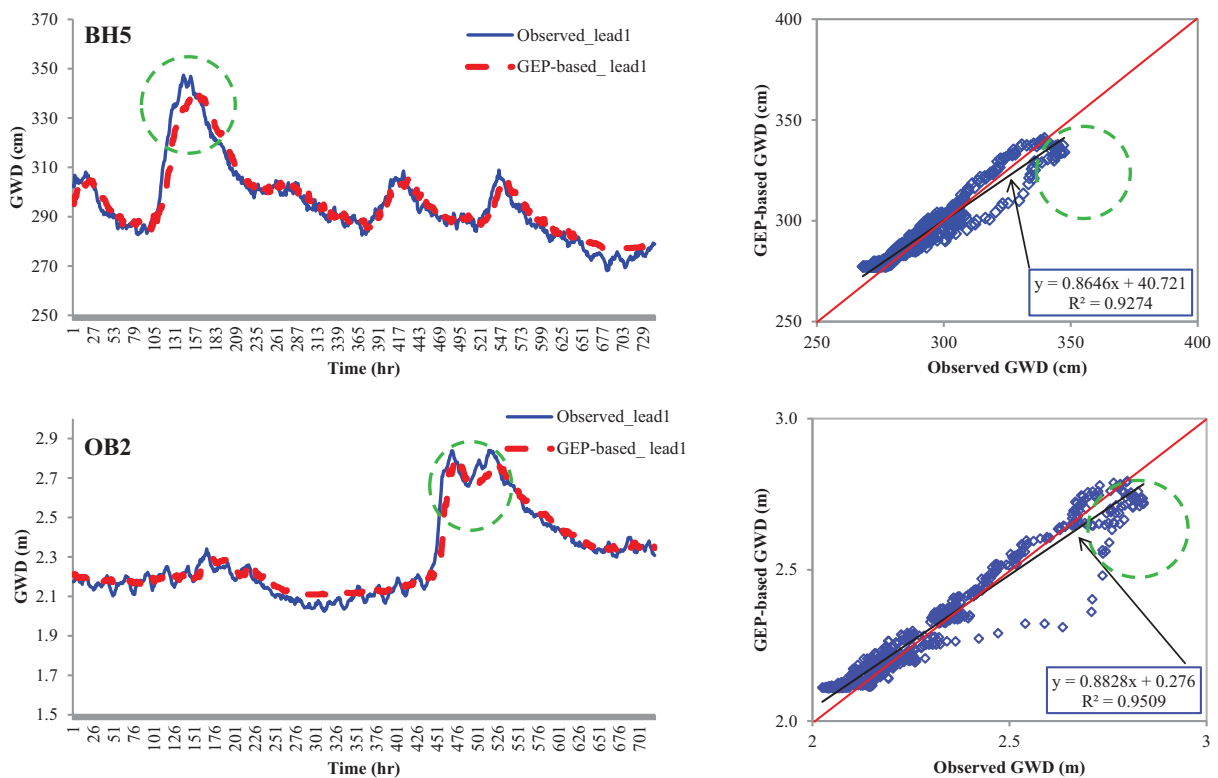 BH5
Observed_lead1
GEP-based_ lead1
GWD (cm)
370
350
330
310
290
270
250
1 27 53 79 105 131 157 183 209 235 261 287 313 339 365 391 417 443 469 495 521 547 573 599 625 651 677 703 729
Time (hr)
GEP-based GWD (cm)
400
350
300
250
y = 0.8646x + 40.721
R² = 0.9274
250 300 350 400
Observed GWD (cm)
OB2
Observed_lead1
GEP-based_ lead1
GWD (m)
2.9
2.7
2.5
2.3
2.1
1.9
1.7
1.5
1 26 51 76 101 126 151 176 201 226 251 276 301 326 351 376 401 426 451 476 501 526 551 576 601 626 651 676 701
Time (hr)
GEP-based GWD (m)
3.0
2.5
2.0
y = 0.8828x + 0.276
R² = 0.9509
2 2.5 3
Observed GWD (m)